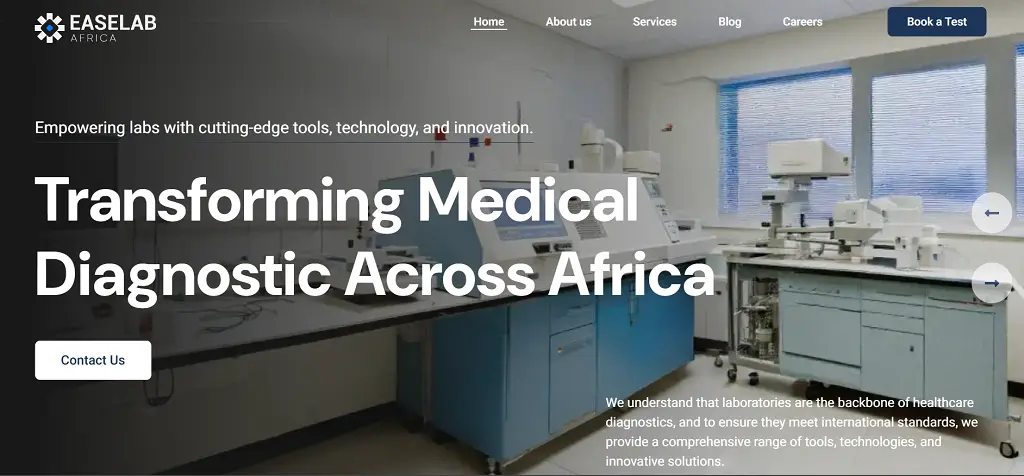 EASELAB
AFRICA
Home
About us
Services
Blog
Careers
Book a Test
Empowering labs with cutting-edge tools, technology, and innovation.
Transforming Medical
Diagnostic Across Africa
Contact Us
We understand that laboratories are the backbone of healthcare
diagnostics, and to ensure they meet international standards, we
provide a comprehensive range of tools, technologies, and
innovative solutions.